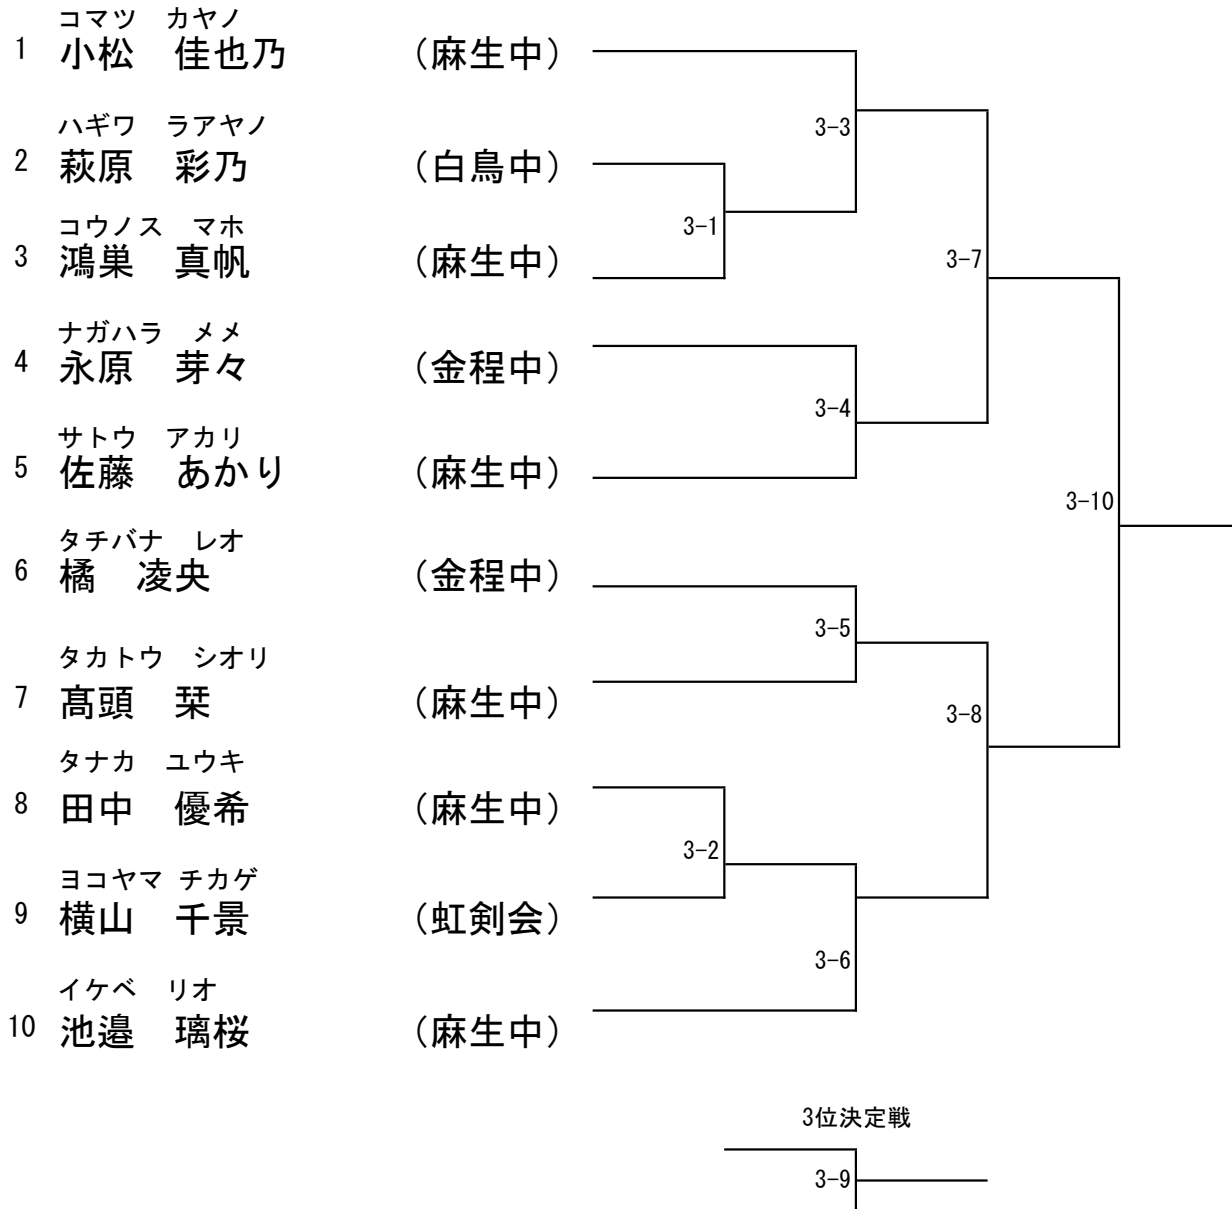 コマツ　カヤノ
1 小松　佳也乃 （麻生中）
3-3
ハギワ　ラアヤノ
2 萩原　彩乃 （白鳥中）
3-1
コウノス　マホ
3 鴻巣　真帆 （麻生中）
3-7
ナガハラ　メメ
4 永原　芽々 （金程中）
3-4
サトウ　アカリ
5 佐藤　あかり （麻生中）
3-10
タチバナ　レオ
6 橘　凌央 （金程中）
3-5
タカトウ　シオリ
7 髙頭　栞 （麻生中）
3-8
タナカ　ユウキ
8 田中　優希 （麻生中）
3-2
ヨコヤマ チカゲ
9 横山　千景 （虹剣会）
3-6
イケベ　リオ
10 池邉　璃桜 （麻生中）
3位決定戦
3-9